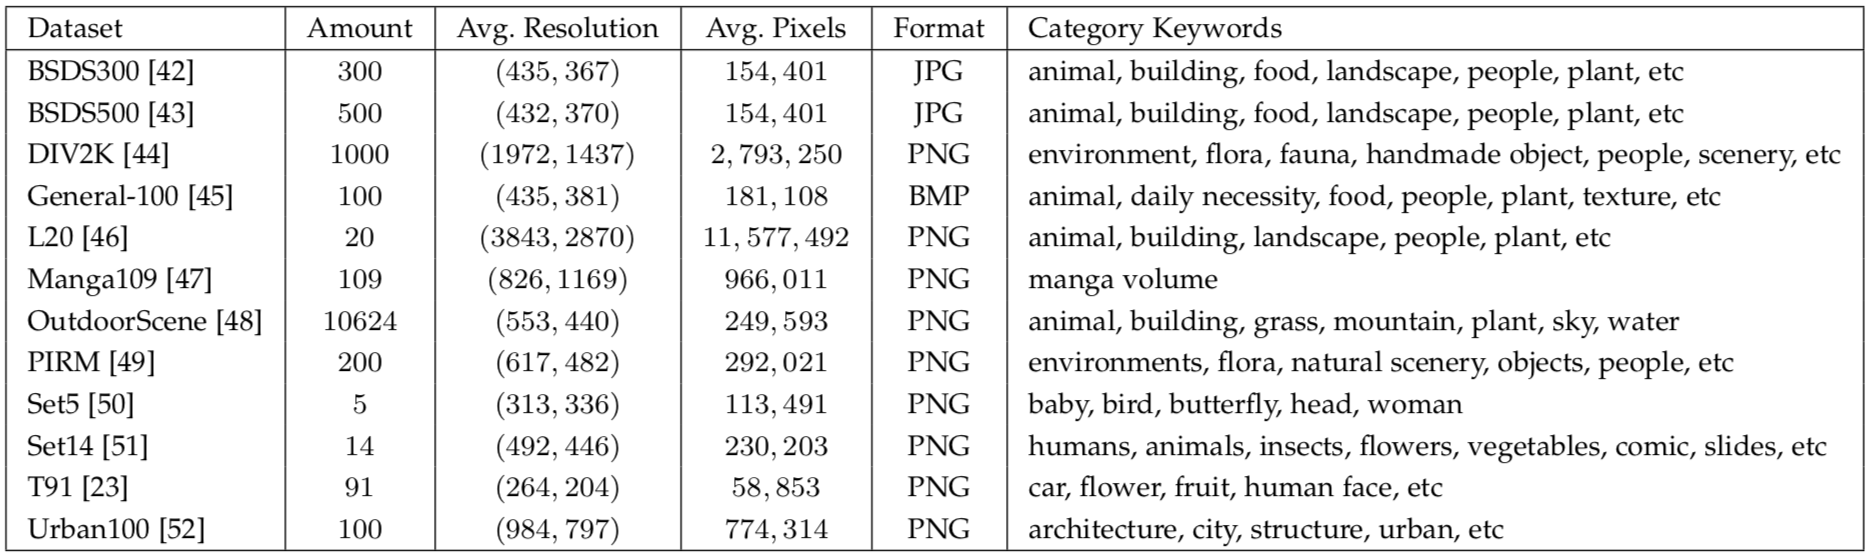 Dataset Amount Avg. Resolution Avg. Pixels Format Category Keywords
BSDS300 [42] 300 (435, 367) 154, 401 JPG animal, building, food, landscape, people, plant, etc
BSDS500 [43] 500 (432, 370) 154, 401 JPG animal, building, food, landscape, people, plant, etc
DIV2K [44] 1000 (1972, 1437) 2, 793, 250 PNG environment, flora, fauna, handmade object, people, scenery, etc
General-100 [45] 100 (435, 381) 181, 108 BMP animal, daily necessity, food, people, plant, texture, etc
L20 [46] 20 (3843, 2870) 11, 577, 492 PNG animal, building, landscape, people, plant, etc
Manga109 [47] 109 (826, 1169) 966, 011 PNG manga volume
OutdoorScene [48] 10624 (553, 440) 249, 593 PNG animal, building, grass, mountain, plant, sky, water
PIRM [49] 200 (617, 482) 292, 021 PNG environments, flora, natural scenery, objects, people, etc
Set5 [50] 5 (313, 336) 113, 491 PNG baby, bird, butterfly, head, woman
Set14 [51] 14 (492, 446) 230, 203 PNG humans, animals, insects, flowers, vegetables, comic, slides, etc
T91 [23] 91 (264, 204) 58, 853 PNG car, flower, fruit, human face, etc
Urban100 [52] 100 (984, 797) 774, 314 PNG architecture, city, structure, urban, etc